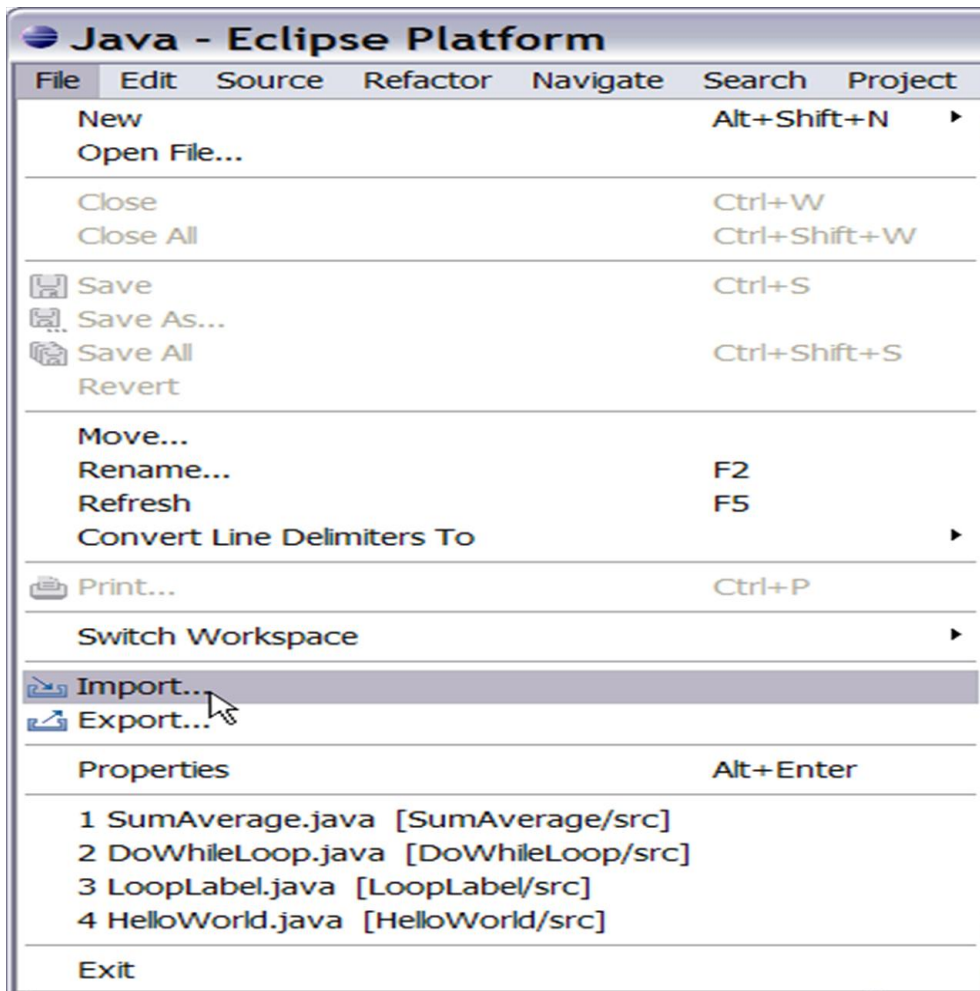 Java - Eclipse Platform
File Edit Source Refactor Navigate Search Project
New Alt+Shift+N
Open File...
Close Ctrl+W
Close All Ctrl+Shift+W
Save Ctrl+S
Save As...
Save All Ctrl+Shift+S
Revert
Move...
Rename... F2
Refresh F5
Convert Line Delimiters To
Print... Ctrl+P
Switch Workspace
Import...
Export...
Properties Alt+Enter
1 SumAverage.java [SumAverage/src]
2 DoWhileLoop.java [DoWhileLoop/src]
3 LoopLabel.java [LoopLabel/src]
4 HelloWorld.java [HelloWorld/src]
Exit